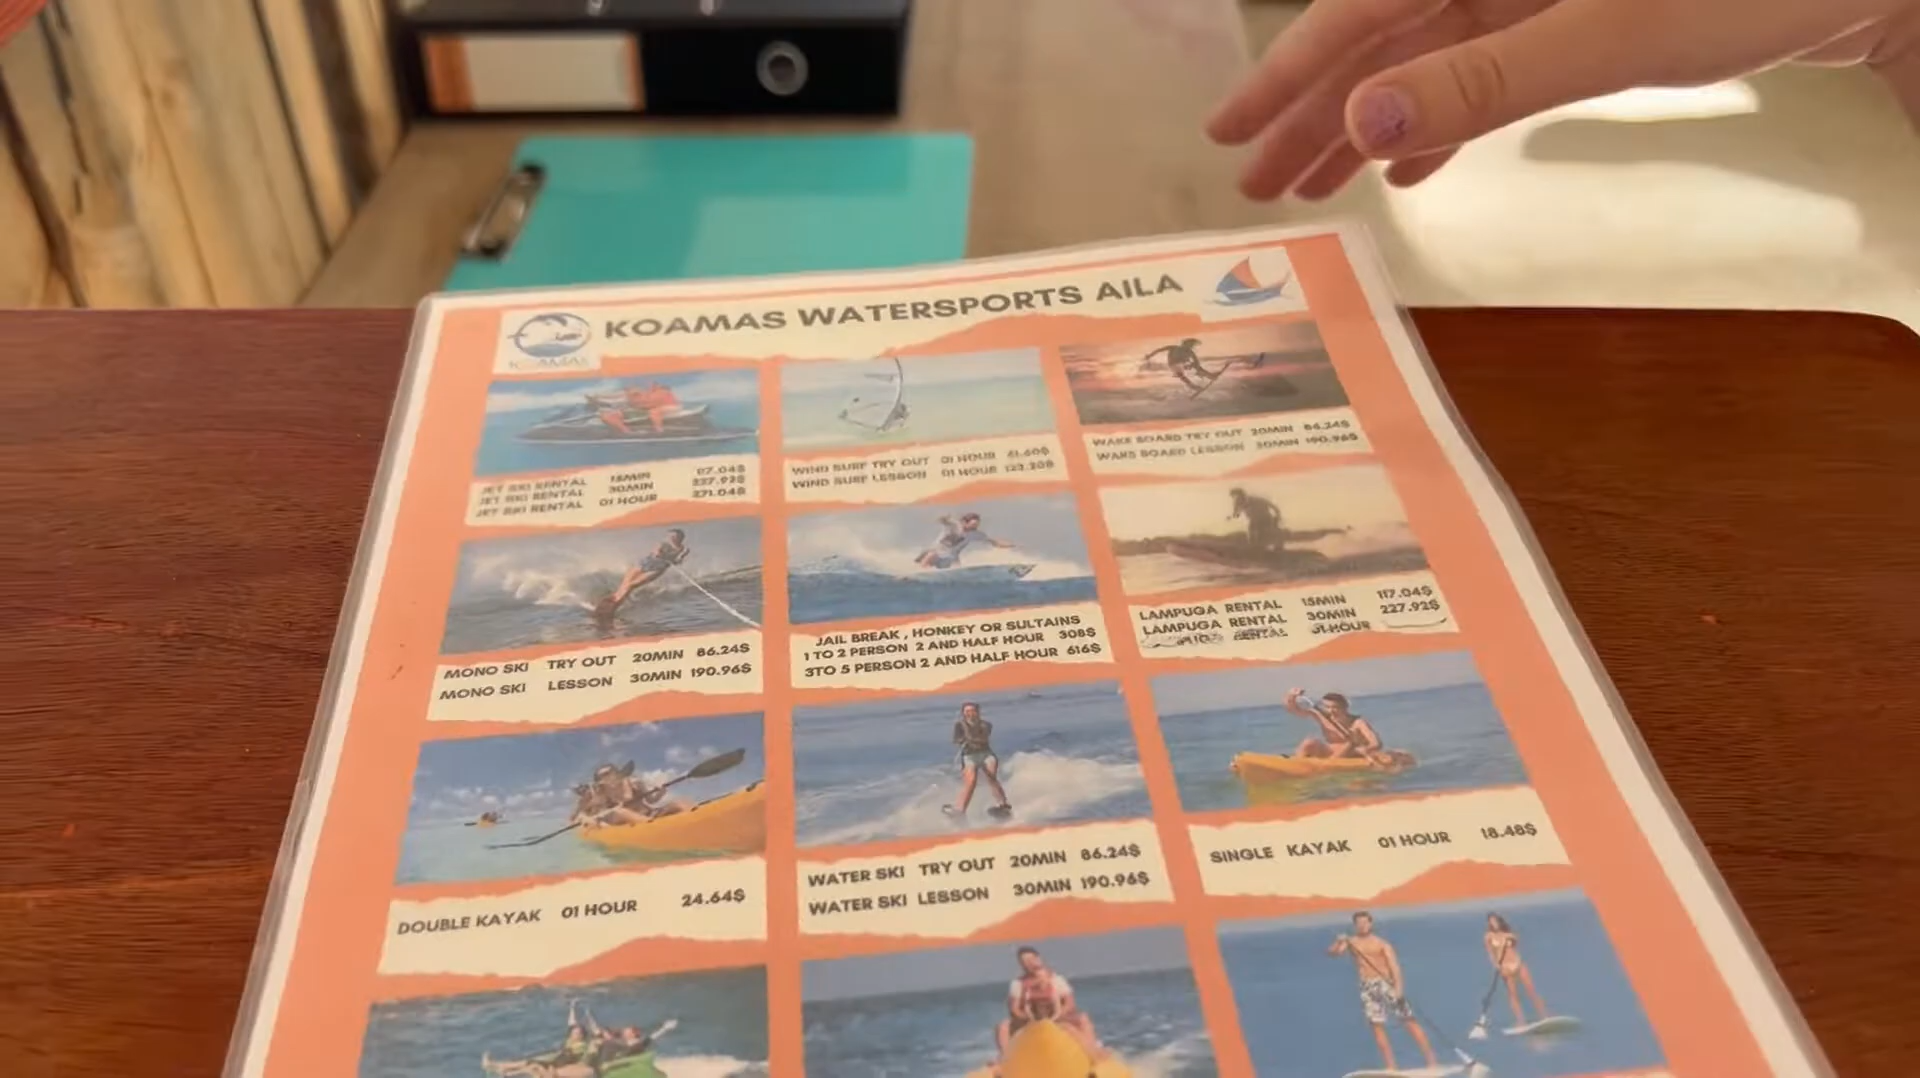 KOAMAS WATERSPORTS AILA
KOAMAS
JET SKI RENTAL 15MIN 117.04$
JET SKI RENTAL 30MIN 227.92$
JET SKI RENTAL 01 HOUR 271.04$
WIND SURF TRY OUT 01 HOUR 61.60$
WIND SURF LESSON 01 HOUR 123.20$
WAKE BOARD TRY OUT 20MIN 86.24$
WAKE BOARD LESSON 30MIN 190.96$
MONO SKI TRY OUT 20MIN 86.24$
MONO SKI LESSON 30MIN 190.96$
JAIL BREAK , HONKEY OR SULTAINS
1 TO 2 PERSON 2 AND HALF HOUR 308$
3TO 5 PERSON 2 AND HALF HOUR 616$
LAMPUGA RENTAL 15MIN 117.04$
LAMPUGA RENTAL 30MIN 227.92$
RENTAL 01 HOUR
DOUBLE KAYAK 01 HOUR 24.64$
WATER SKI TRY OUT 20MIN 86.24$
WATER SKI LESSON 30MIN 190.96$
SINGLE KAYAK 01 HOUR 18.48$